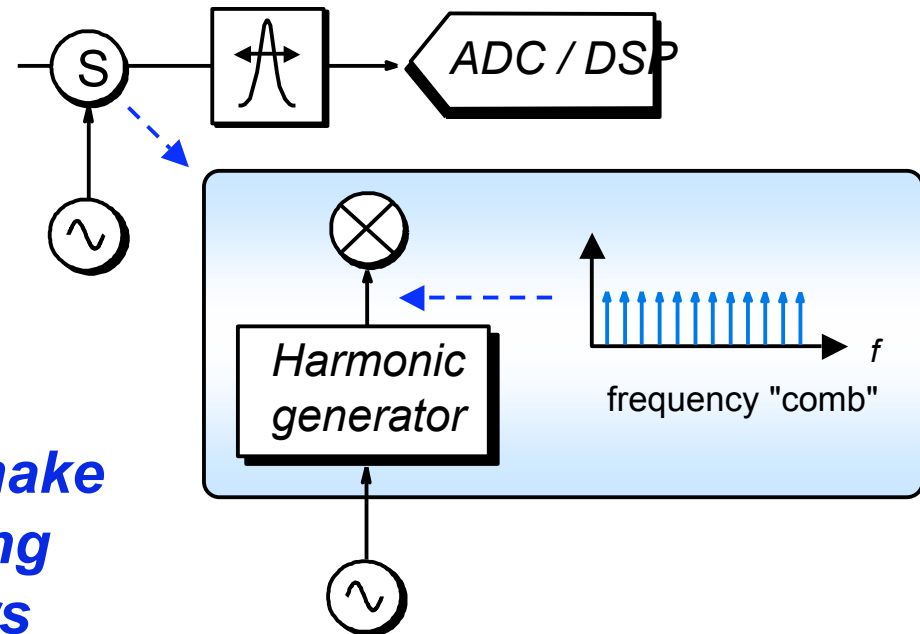 S
ADC / DSP
Harmonic
generator
f
frequency "comb"